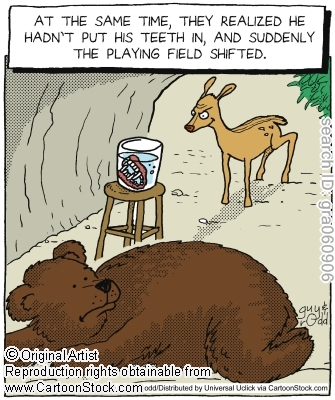 AT THE SAME TIME, THEY REALIZED HE
HADN'T PUT HIS TEETH IN, AND SUDDENLY
THE PLAYING FIELD SHIFTED.
search ID: gra060906
guy &
rodd
© Original Artist
Reproduction rights obtainable from
www.CartoonStock.com
odd/Distributed by Universal Uclick via CartoonStock.com